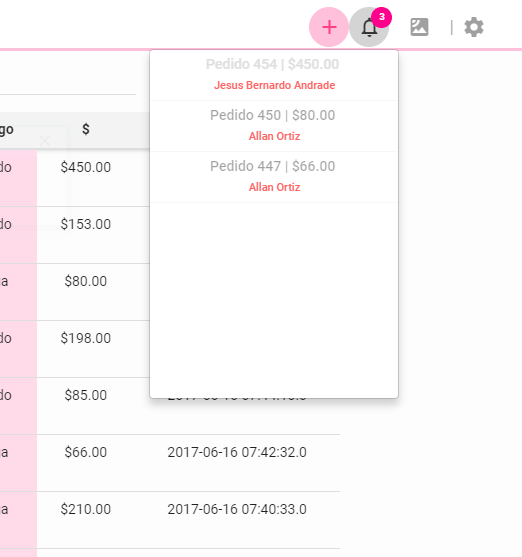 3
+
|
Pedido 454 | $450.00
Jesus Bernardo Andrade
Pedido 450 | $80.00
Allan Ortiz
Pedido 447 | $66.00
Allan Ortiz
go $
do $450.00
do $153.00
a $80.00
do $198.00
do $85.00
a $66.00 2017-06-16 07:42:32.0
a $210.00 2017-06-16 07:40:33.0